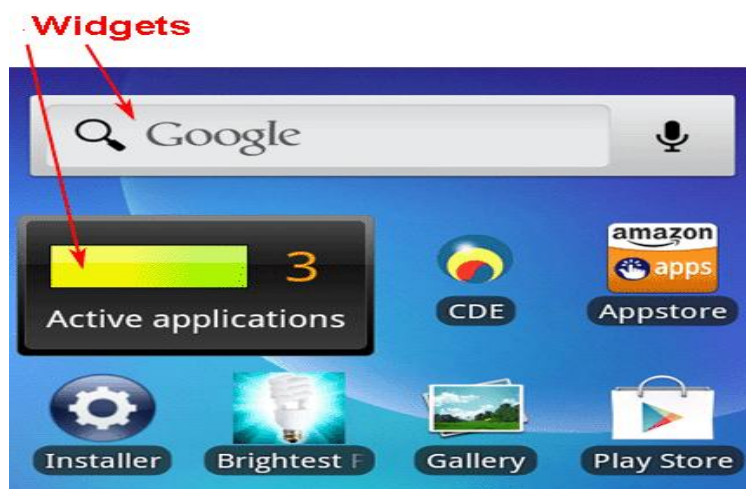 Widgets
Google
3
Active applications
CDE
amazon
apps
Appstore
Installer
Brightest F
Gallery
Play Store